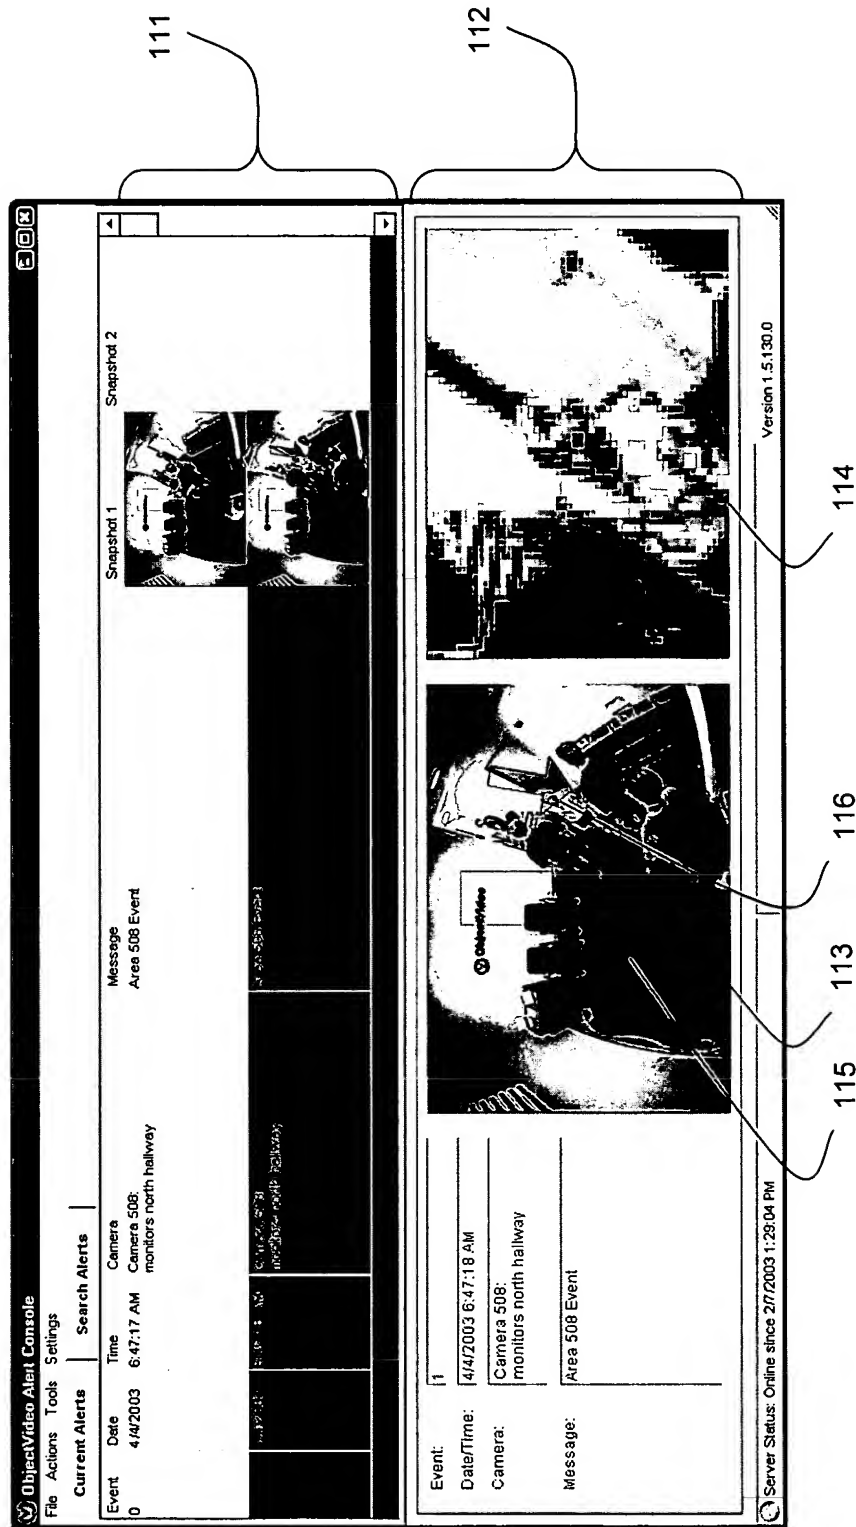 ObjectVideo Alert Console
File Actions Tools Settings
Current Alerts Search Alerts
Event Date Time Camera Message Snapshot 1 Snapshot 2
0 4/4/2003 6:47:17 AM Camera 508: Area 508 Event
monitors north hallway
monitors north hallway
111
Event: 1
Date/Time: 4/4/2003 6:47:18 AM
Camera: Camera 508:
monitors north hallway
Message: Area 508 Event
ObjectVideo
112
Server Status: Online since 2/7/2003 1:29:04 PM Version 1.5.130.0
115
113
116
114